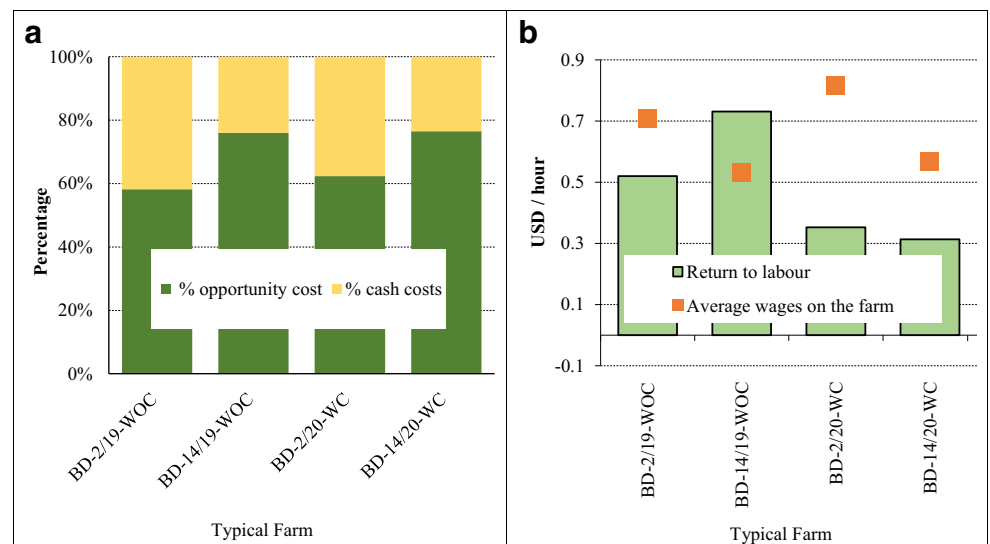 a
100%
80%
60%
40%
20%
0%
Percentage
% opportunity cost % cash costs
BD-2/19-WOC
BD-14/19-WOC
BD-2/20-WC
BD-14/20-WC
Typical Farm
b
0.9
0.7
0.5
0.3
0.1
-0.1
USD / hour
Return to labour
Average wages on the farm
BD-2/19-WOC
BD-14/19-WOC
BD-2/20-WC
BD-14/20-WC
Typical Farm